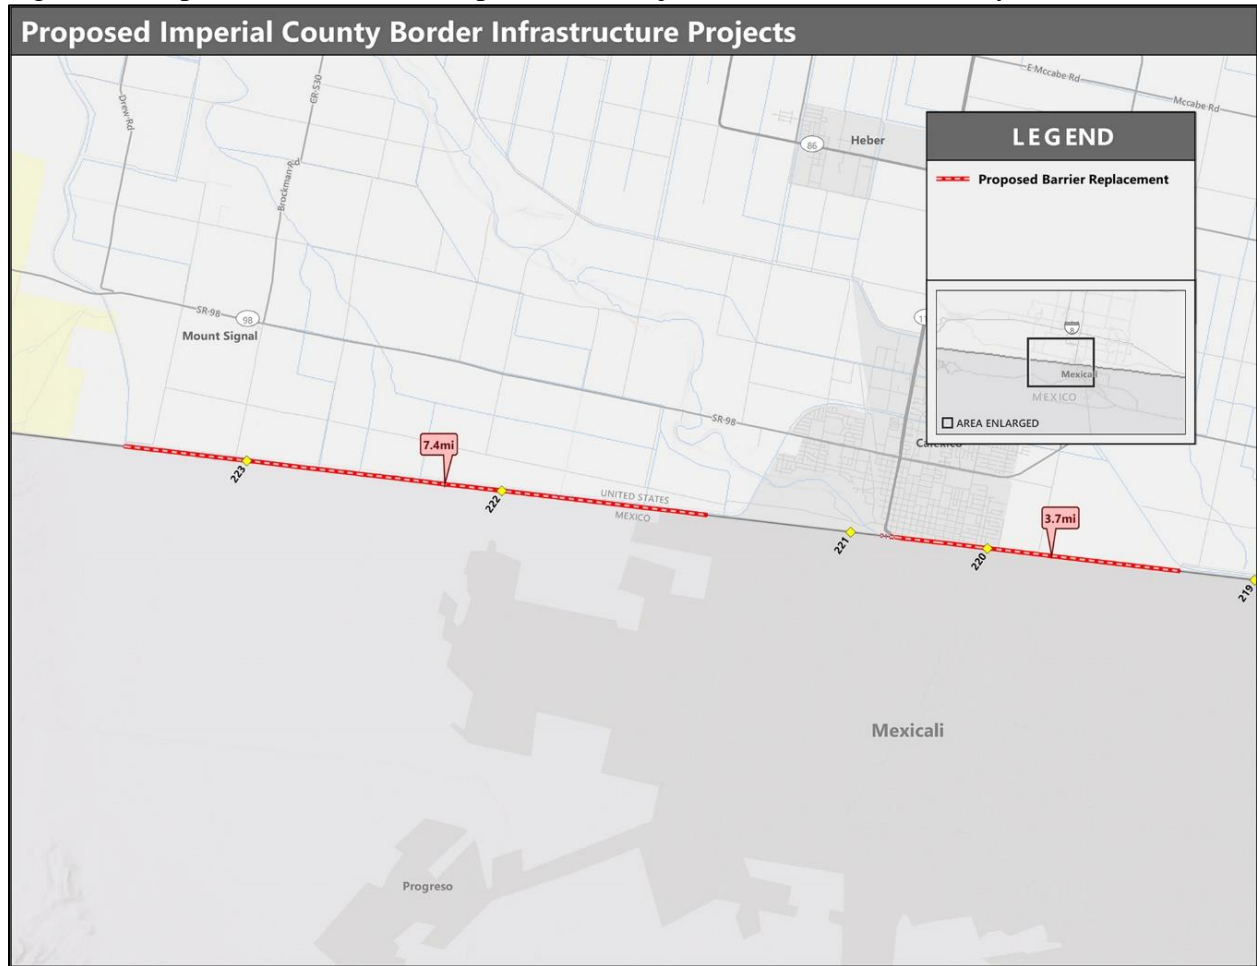 Proposed Imperial County Border Infrastructure Projects
E Mccabe Rd
Mccabe Rd
Drew Rd
CR-S30
86
Heber
LEGEND
Proposed Barrier Replacement
Brockman Rd
SR-98
98
Mount Signal
8
Mexicali
MEXICO
AREA ENLARGED
SR-98
7.4mi
223
222
UNITED STATES
MEXICO
221
220
3.7mi
219
Mexicali
Progreso